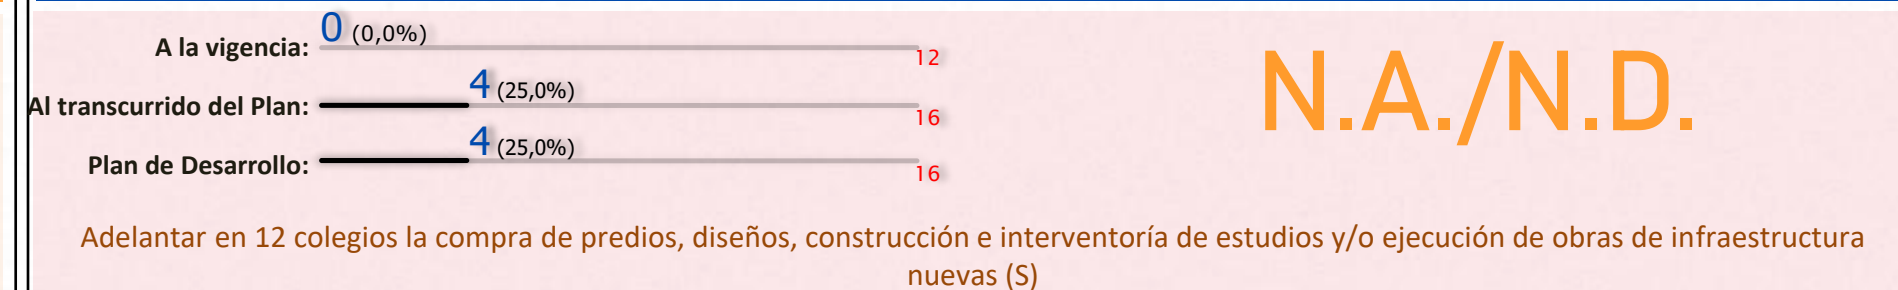 A la vigencia: 0 (0,0%)
12
Al transcurrido del Plan: 4 (25,0%)
16
Plan de Desarrollo: 4 (25,0%)
16
N.A./N.D.
Adelantar en 12 colegios la compra de predios, diseños, construcción e interventoría de estudios y/o ejecución de obras de infraestructura
nuevas (S)